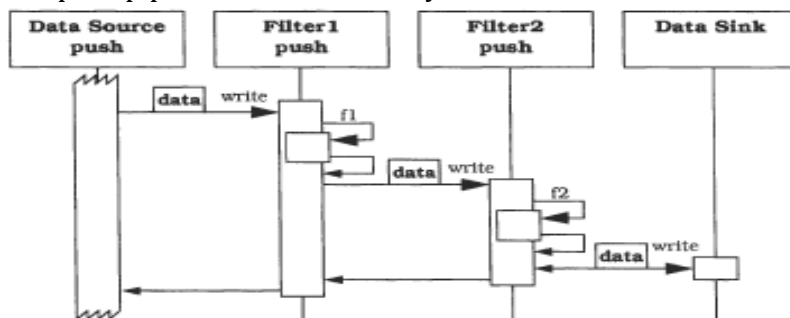 Data Source
push
Filter1
push
Filter2
push
Data Sink
data
write
f1
data
write
f2
data
write